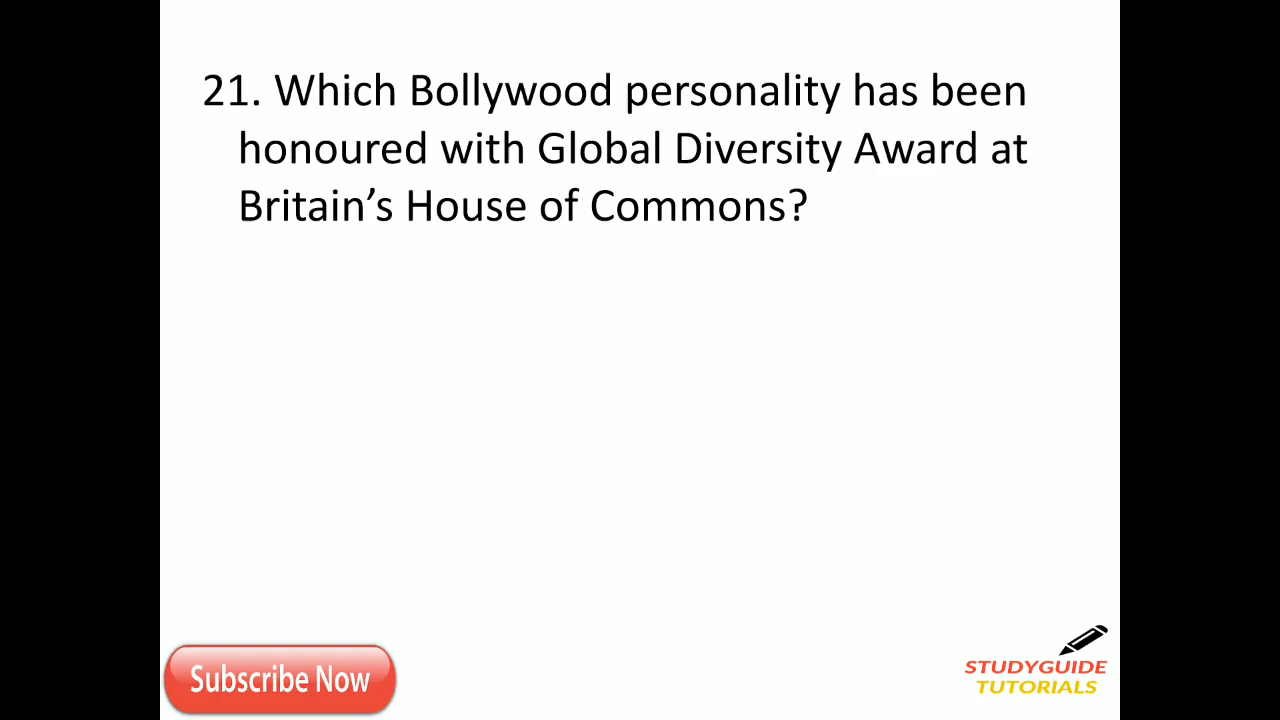 21. Which Bollywood personality has been
honoured with Global Diversity Award at
Britain’s House of Commons?
Subscribe Now
STUDYGUIDE
TUTORIALS